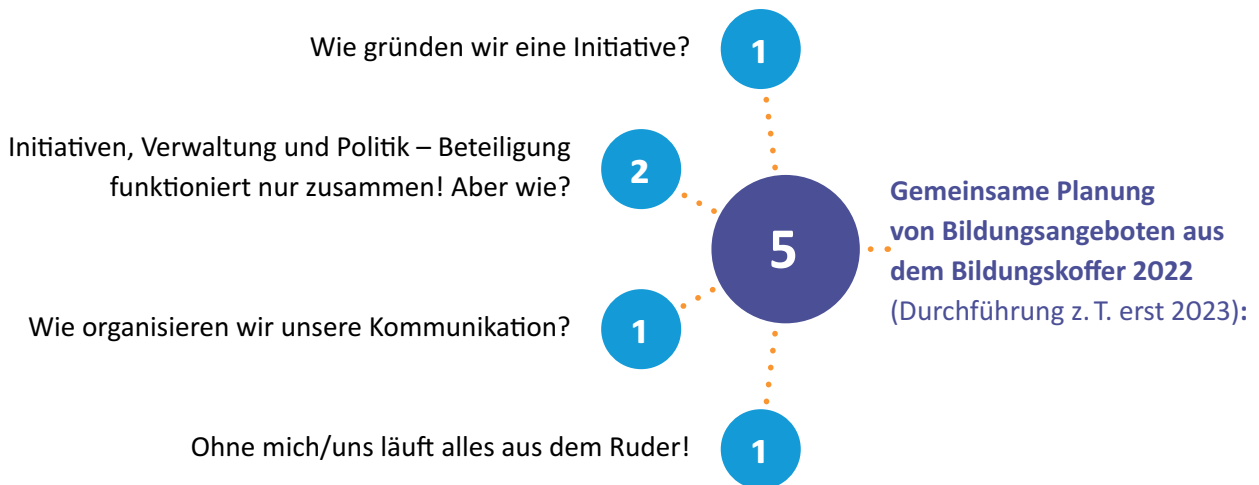 Wie gründen wir eine Initiative?
1
Initiativen, Verwaltung und Politik – Beteiligung
funktioniert nur zusammen! Aber wie?
2
5
Gemeinsame Planung
von Bildungsangeboten aus
dem Bildungskoffer 2022
(Durchführung z. T. erst 2023):
Wie organisieren wir unsere Kommunikation?
1
Ohne mich/uns läuft alles aus dem Ruder!
1